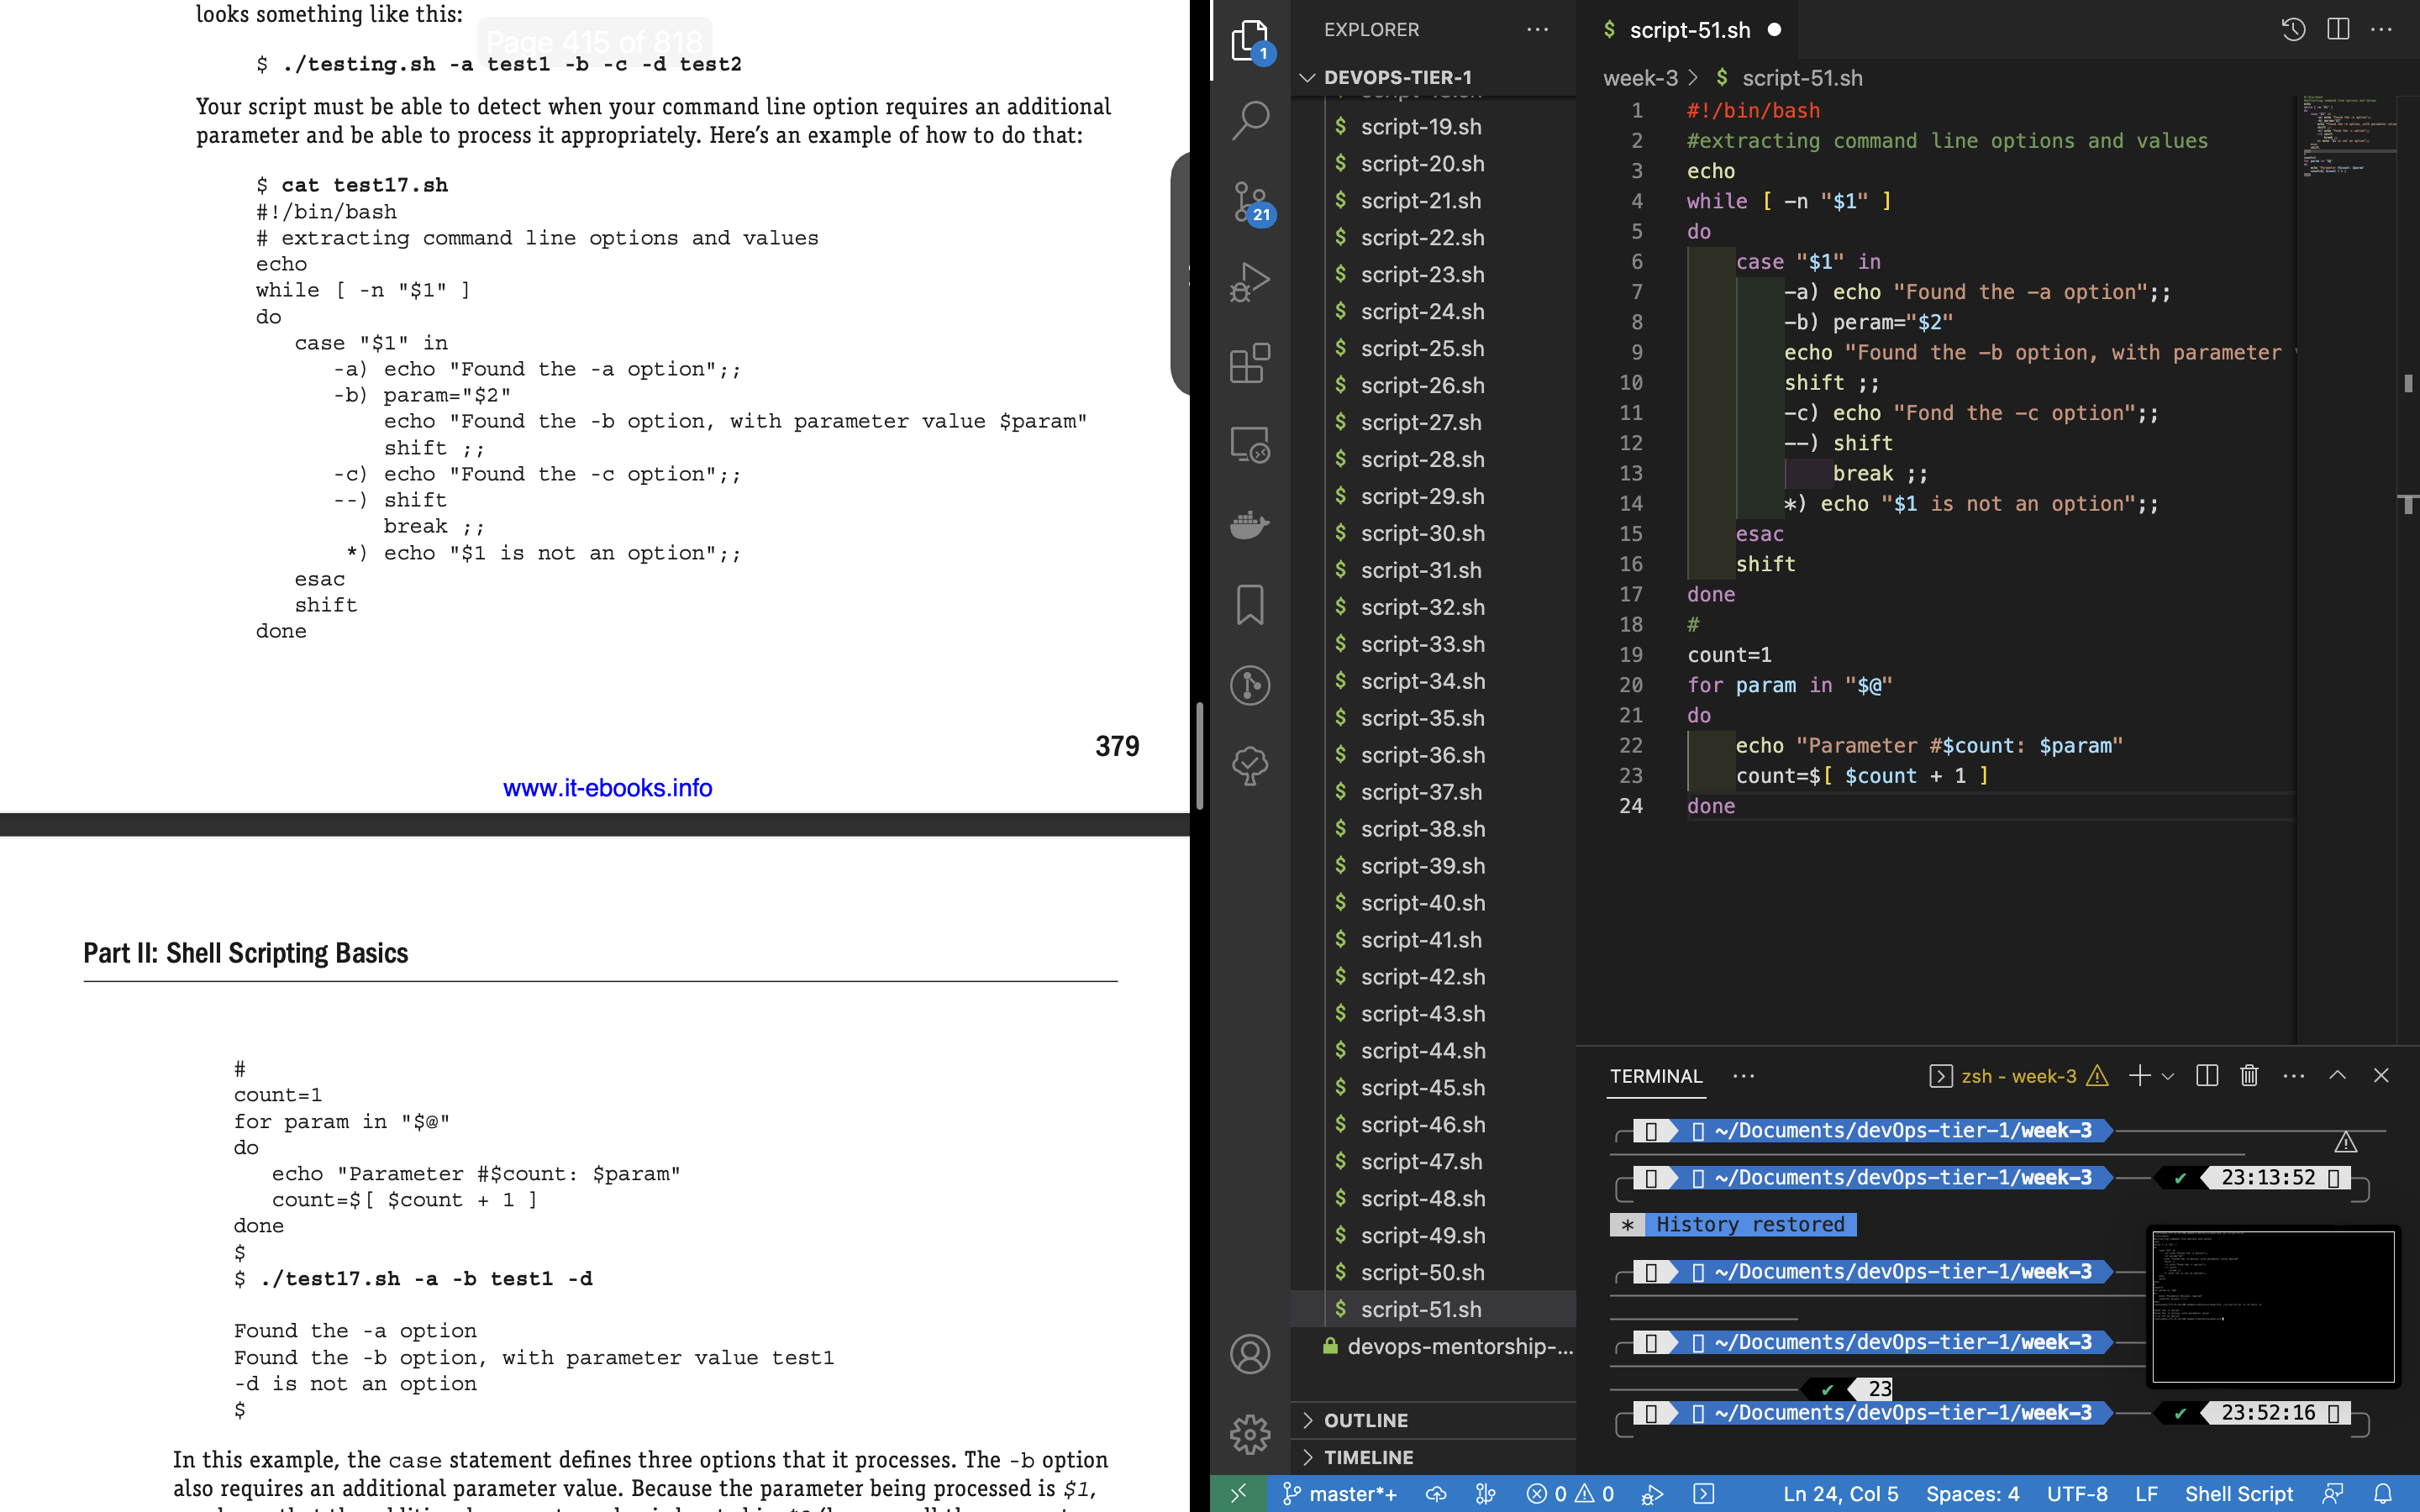 looks something like this:
Page 415 of 818
$ ./testing.sh -a test1 -b -c -d test2
Your script must be able to detect when your command line option requires an additional
parameter and be able to process it appropriately. Here's an example of how to do that:
$ cat test17.sh
#!/bin/bash
# extracting command line options and values
echo
while [ -n "$1" ]
do
case "$1" in
-a) echo "Found the -a option";;
-b) param="$2"
echo "Found the -b option, with parameter value $param"
shift ;;
-c) echo "Found the -c option";;
--) shift
break ;;
*) echo "$1 is not an option";;
esac
shift
done
379
www.it-ebooks.info
Part II: Shell Scripting Basics
#
count=1
for param in "$@"
do
echo "Parameter #$count: $param"
count=$[ $count + 1 ]
done
$
$ ./test17.sh -a -b test1 -d
Found the -a option
Found the -b option, with parameter value test1
-d is not an option
$
In this example, the case statement defines three options that it processes. The -b option
also requires an additional parameter value. Because the parameter being processed is $1,
1
21
EXPLORER
DEVOPS-TIER-1
$ script-19.sh
$ script-20.sh
$ script-21.sh
$ script-22.sh
$ script-23.sh
$ script-24.sh
$ script-25.sh
$ script-26.sh
$ script-27.sh
$ script-28.sh
$ script-29.sh
$ script-30.sh
$ script-31.sh
$ script-32.sh
$ script-33.sh
$ script-34.sh
$ script-35.sh
$ script-36.sh
$ script-37.sh
$ script-38.sh
$ script-39.sh
$ script-40.sh
$ script-41.sh
$ script-42.sh
$ script-43.sh
$ script-44.sh
$ script-45.sh
$ script-46.sh
$ script-47.sh
$ script-48.sh
$ script-49.sh
$ script-50.sh
$ script-51.sh
devops-mentorship-...
OUTLINE
TIMELINE
$ script-51.sh
week-3 > $ script-51.sh
1 #!/bin/bash
2 #extracting command line options and values
3 echo
4 while [ -n "$1" ]
5 do
6 case "$1" in
7 -a) echo "Found the -a option";;
8 -b) peram="$2"
9 echo "Found the -b option, with parameter
10 shift ;;
11 -c) echo "Fond the -c option";;
12 --) shift
13 break ;;
14 *) echo "$1 is not an option";;
15 esac
16 shift
17 done
18 #
19 count=1
20 for param in "$@"
21 do
22 echo "Parameter #$count: $param"
23 count=$[ $count + 1 ]
24 done
TERMINAL
zsh - week-3
~/Documents/devOps-tier-1/week-3
~/Documents/devOps-tier-1/week-3 ✔ 23:13:52
* History restored
~/Documents/devOps-tier-1/week-3
~/Documents/devOps-tier-1/week-3
✔ 23
~/Documents/devOps-tier-1/week-3 ✔ 23:52:16
master*+ 0 0 Ln 24, Col 5 Spaces: 4 UTF-8 LF Shell Script